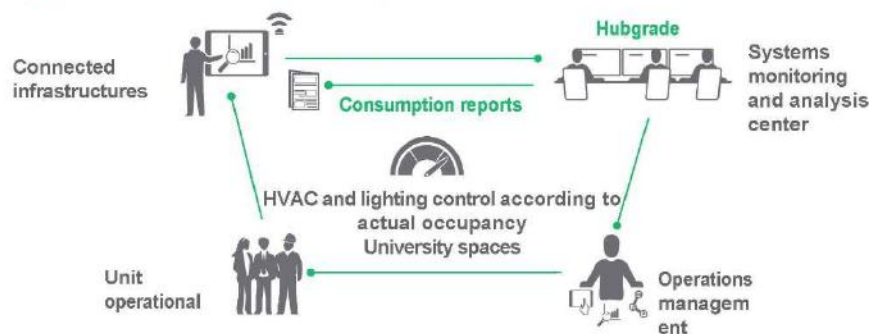 Hubgrade
Connected
infrastructures
Systems
monitoring
and analysis
center
Consumption reports
HVAC and lighting control according to
actual occupancy
University spaces
Unit
operational
Operations
managem
ent